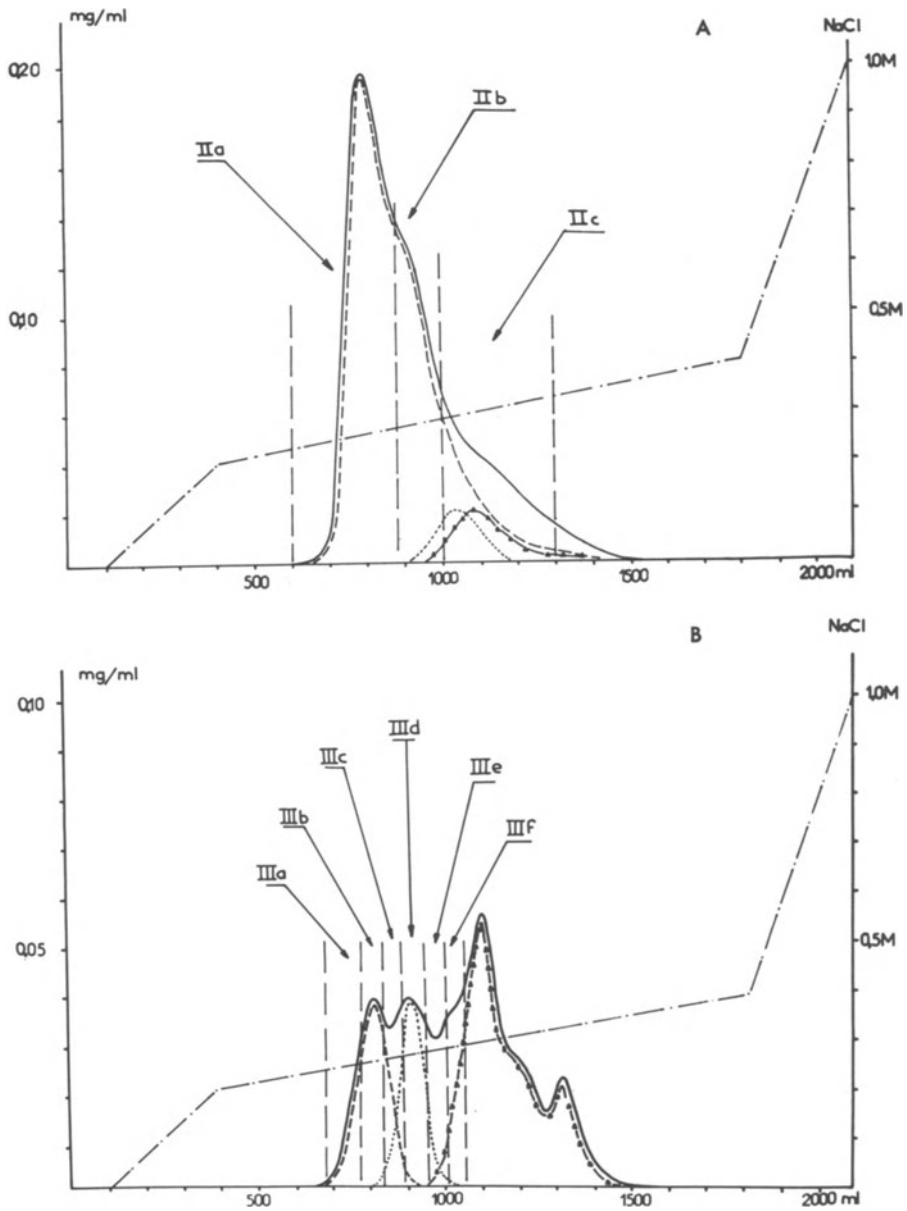 mg/ml
A
NaCl
0,20
1,0M
IIb
IIa
IIc
0,10
0,5M
500
1000
1500
2000 ml
B
NaCl
mg/ml
0,10
1,0M
IIId
IIIc
IIIe
IIIb
IIIf
IIIa
0,05
0,5M
500
1000
1500
2000 ml